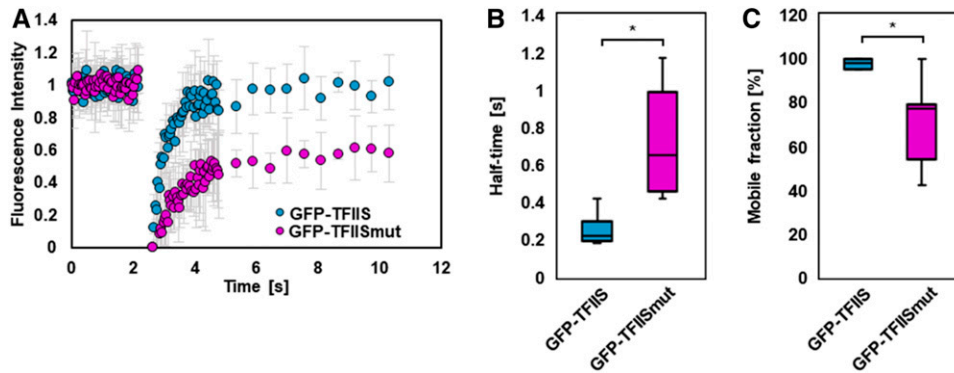 A
Fluorescence Intensity
1.4
1.2
1
0.8
0.6
0.4
0.2
0
GFP-TFIIS
GFP-TFIISmut
0 2 4 6 8 10 12
Time [s]
B
Half-time [s]
1.4
1.2
1
0.8
0.6
0.4
0.2
0
*
GFP-TFIIS
GFP-TFIISmut
C
Mobile fraction [%]
120
100
80
60
40
20
0
*
GFP-TFIIS
GFP-TFIISmut